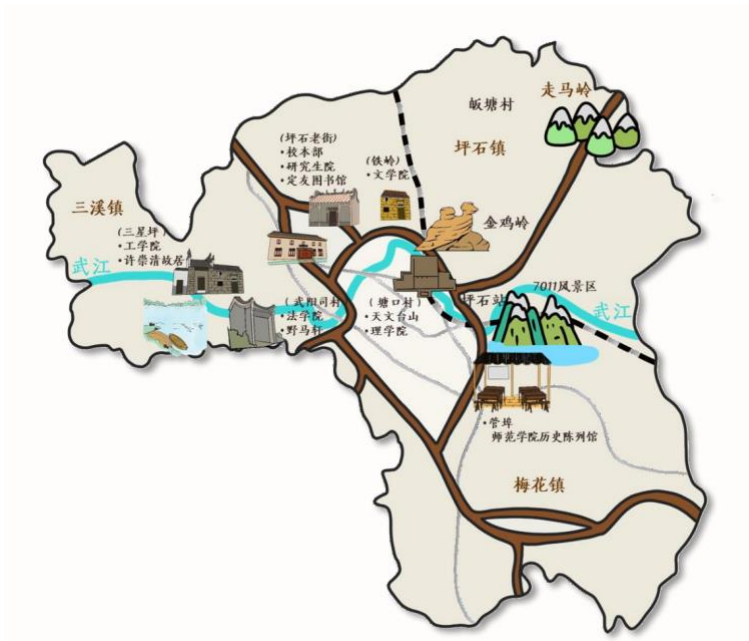 走马岭
皈塘村
坪石镇
(坪石老街)
·校本部
·研究生院
·定友图书馆
(铁岭)
·文学院
三溪镇
金鸡岭
(三星坪)
·工学院
·许崇清故居
武江
7011风景区
坪石站
武江
(武阳司村)
·法学院
·野马轩
(塘口村)
·天文台山
·理学院
·管埠
师范学院历史陈列馆
梅花镇